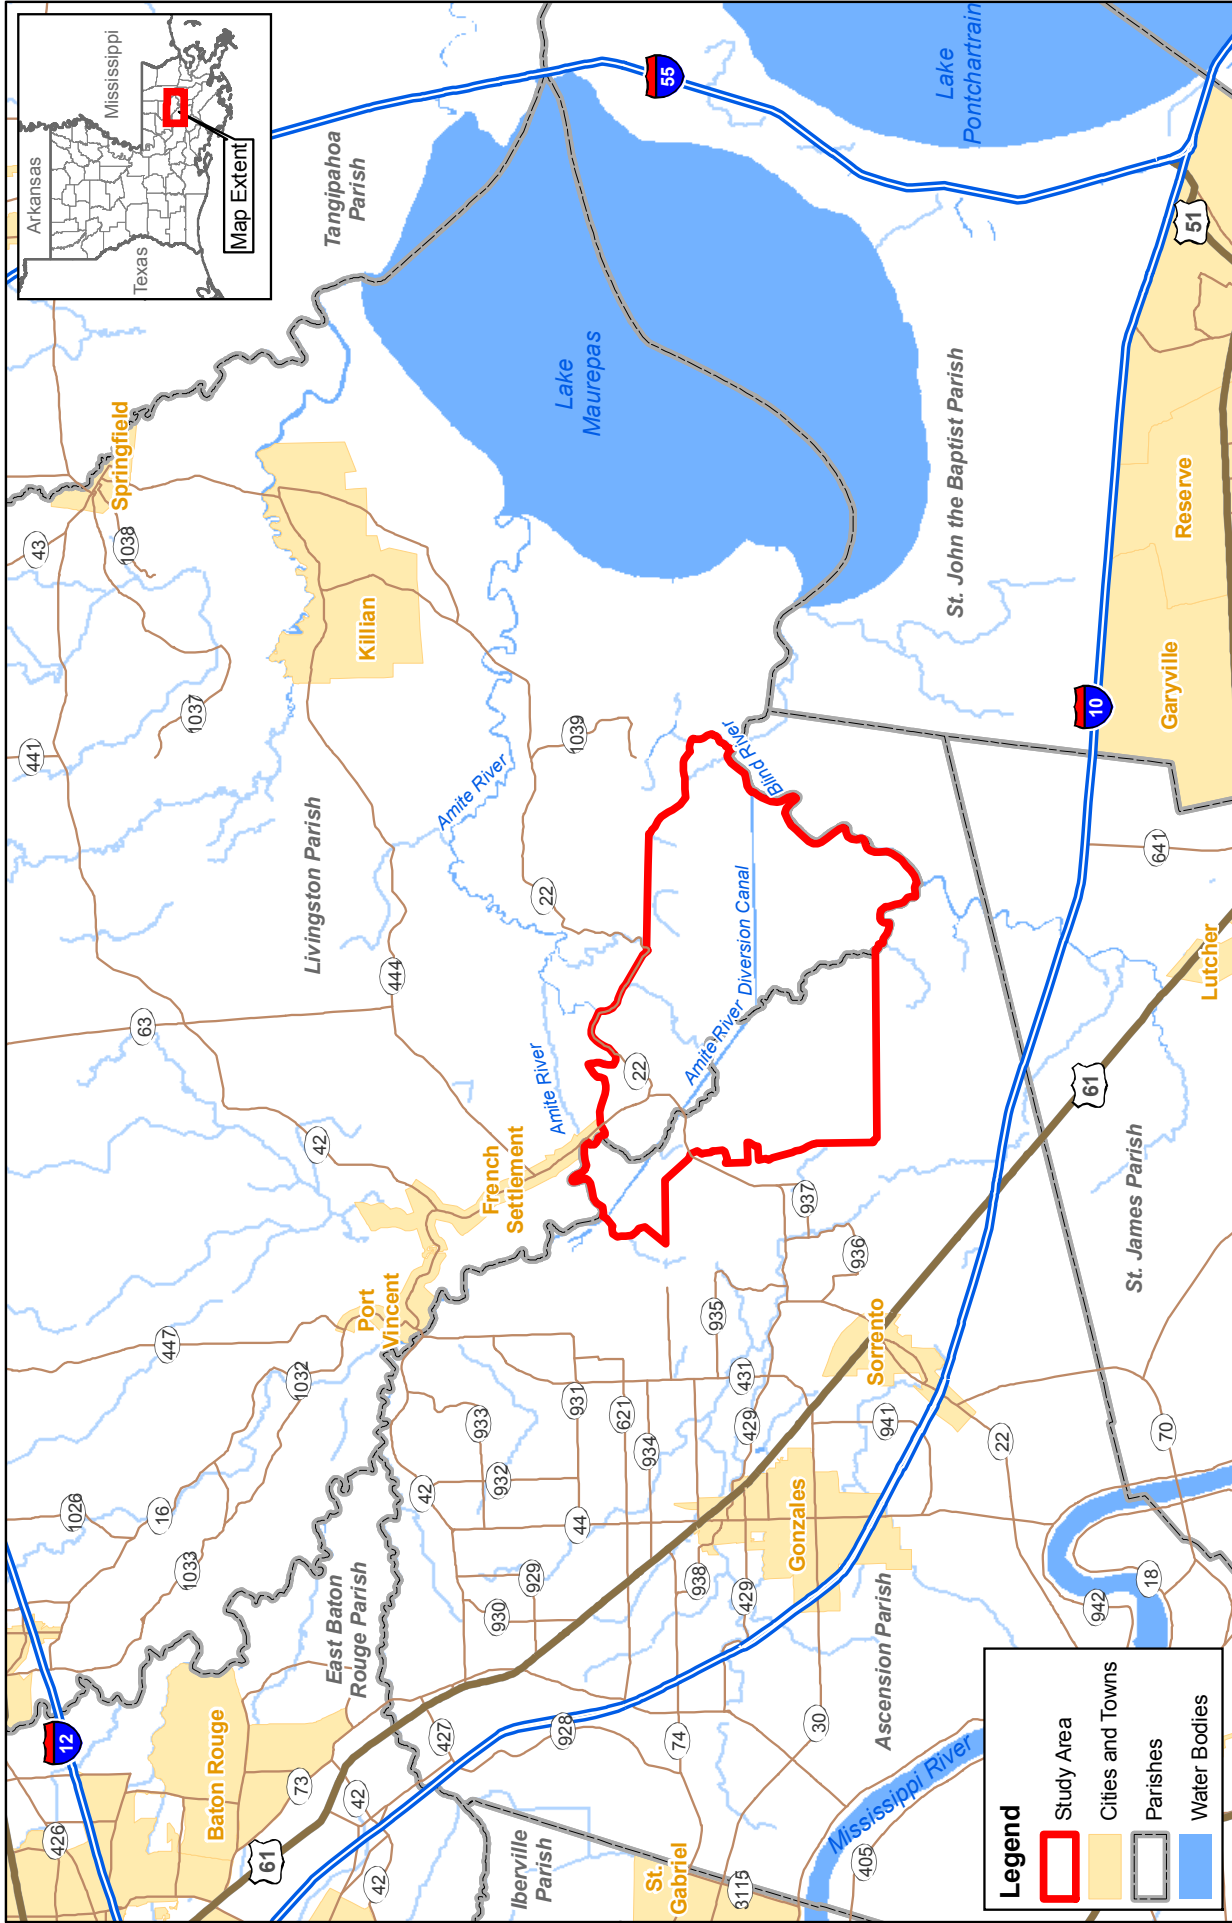 Arkansas
Mississippi
Texas
Map Extent
Tangipahoa
Parish
55
Lake
Pontchartrain
51
Lake
Maurepas
St. John the Baptist Parish
Reserve
Garyville
10
641
Lutcher
61
St. James Parish
Springfield
43
1038
Killian
1037
441
1039
Amite River
Blind River
Livingston Parish
22
444
63
Amite River Diversion Canal
Amite River
22
42
French
Settlement
Port
Vincent
447
1032
937
936
935
Sorrento
431
429
941
22
70
931
621
934
933
932
42
44
Gonzales
1026
16
1033
East Baton
Rouge Parish
929
930
938
429
942
18
Ascension Parish
30
12
Baton Rouge
427
928
74
73
42
426
61
42
Iberville
Parish
St.
Gabriel
3115
405
Mississippi River
Legend
Study Area
Cities and Towns
Parishes
Water Bodies